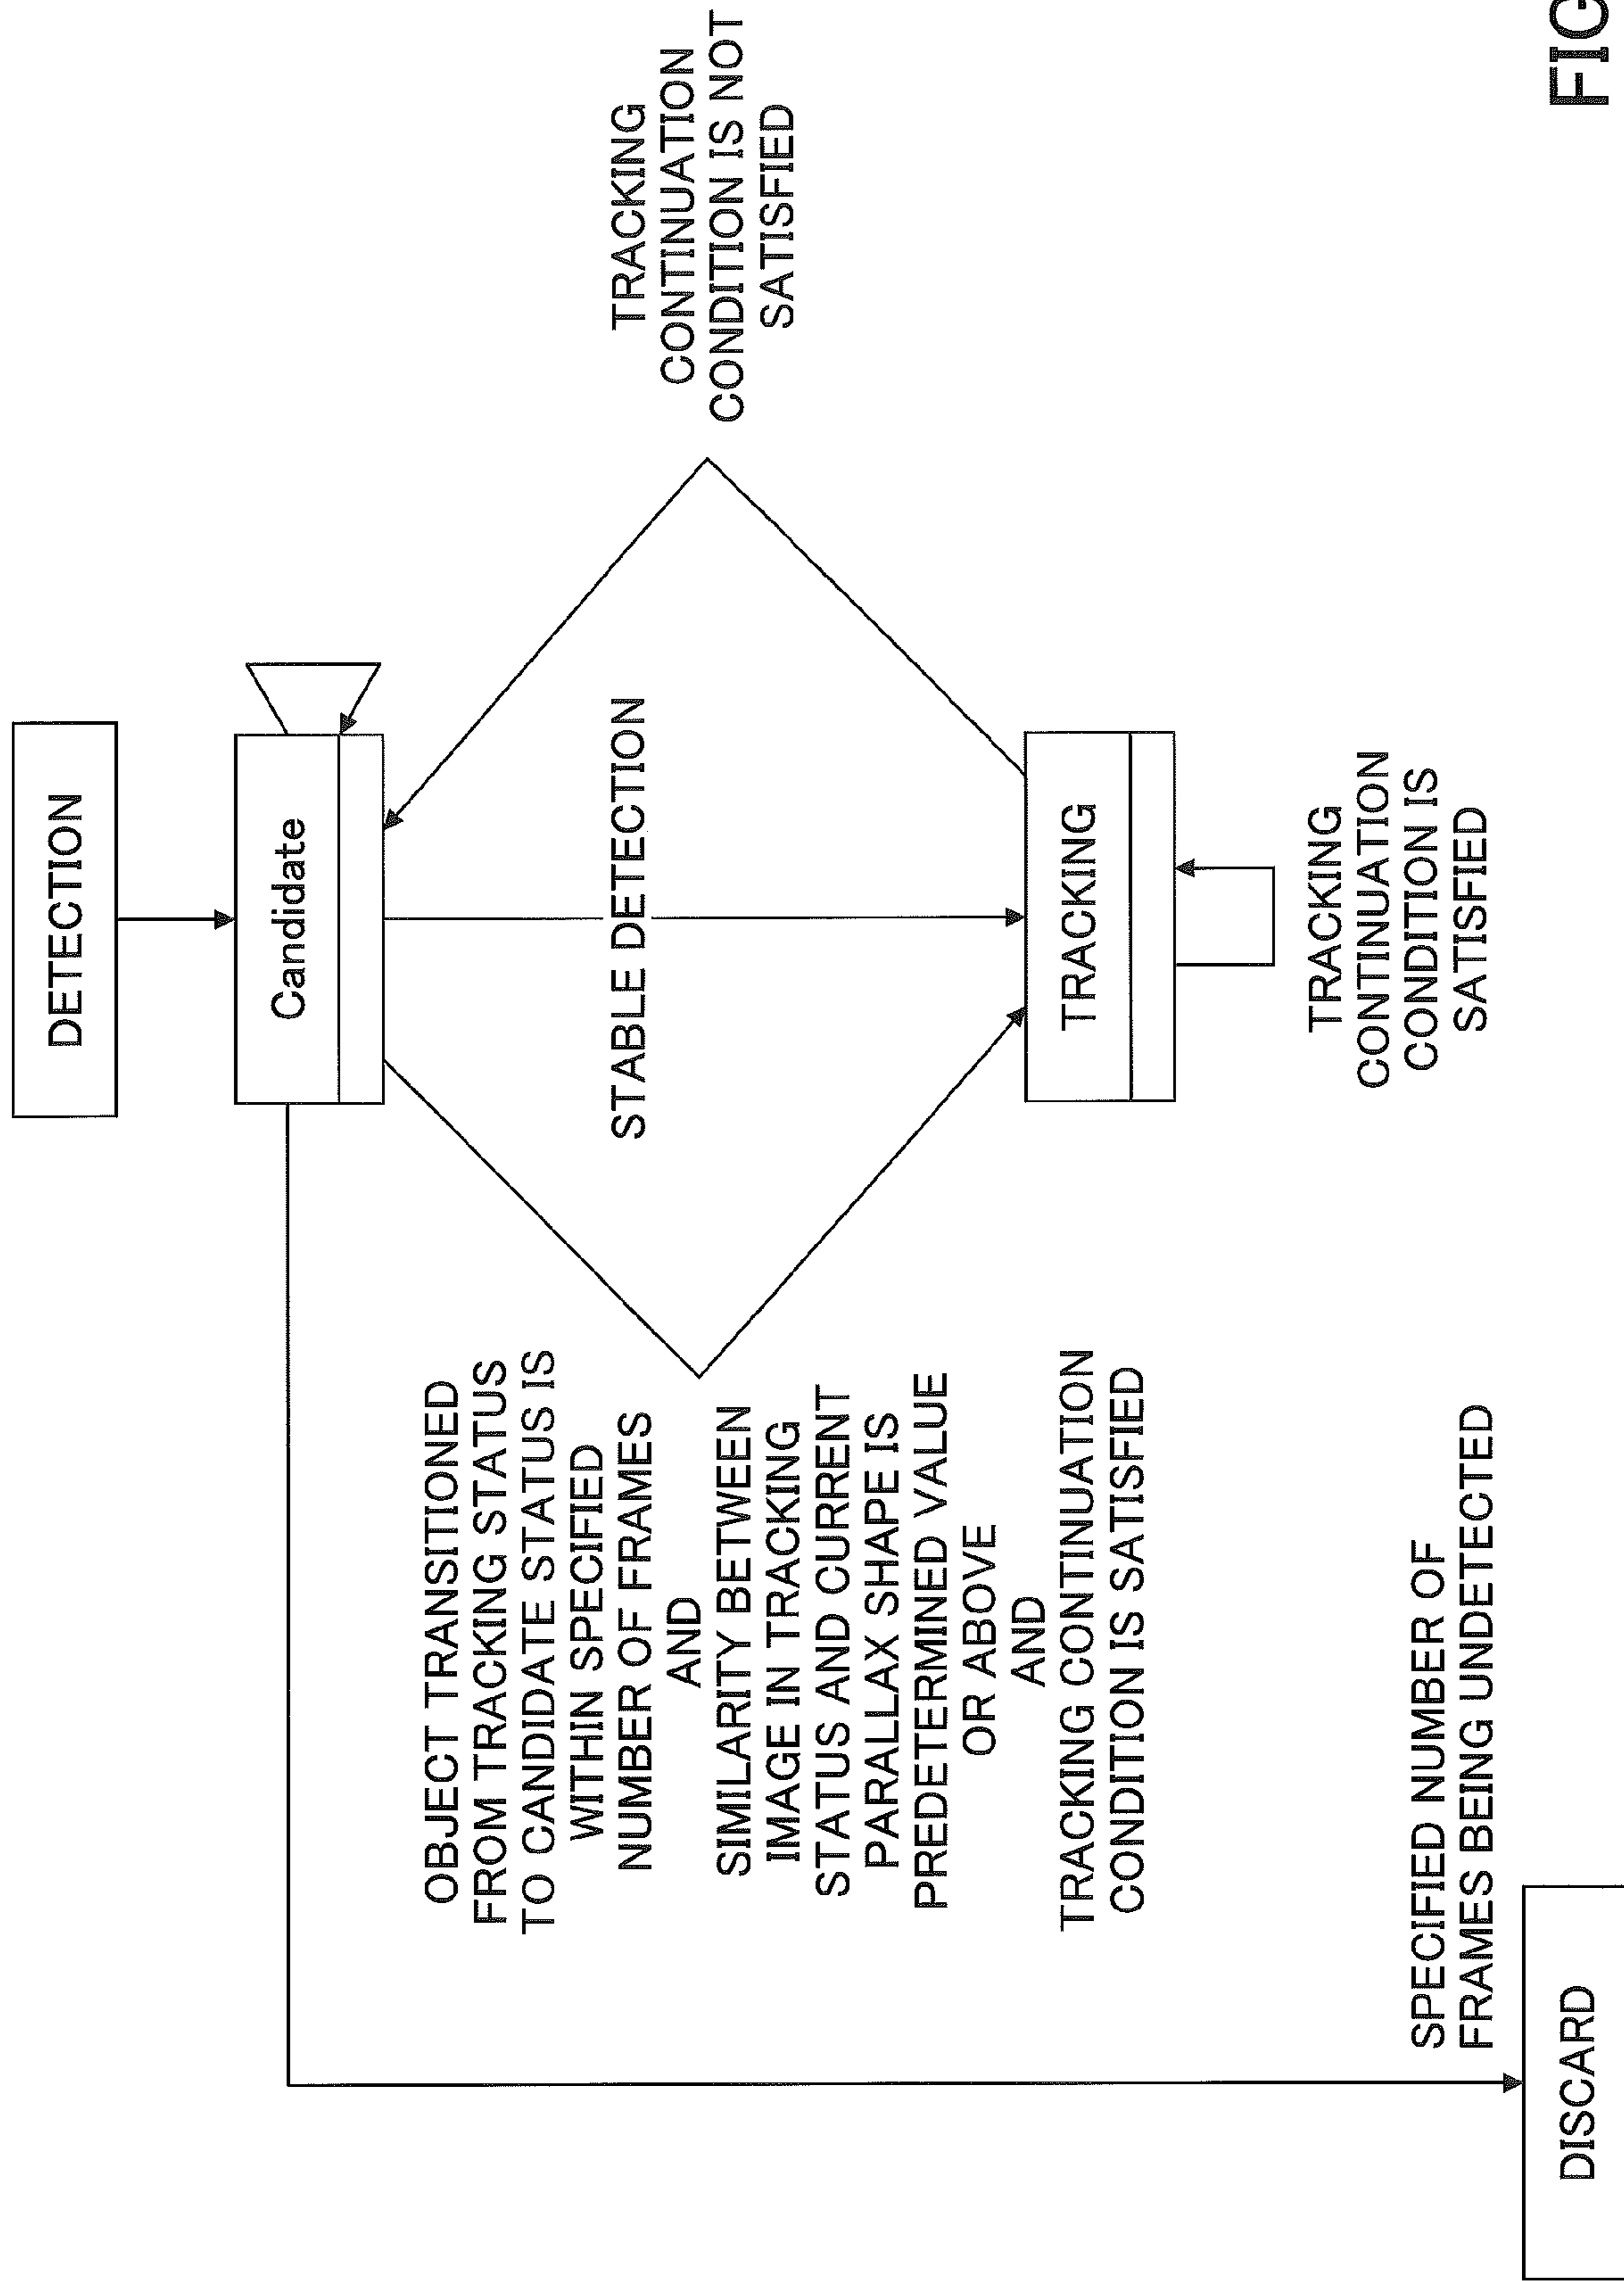 DETECTION
Candidate
STABLE DETECTION
TRACKING
CONTINUATION
CONDITION IS NOT
SATISFIED
OBJECT TRANSITIONED
FROM TRACKING STATUS
TO CANDIDATE STATUS IS
WITHIN SPECIFIED
NUMBER OF FRAMES
AND
SIMILARITY BETWEEN
IMAGE IN TRACKING
STATUS AND CURRENT
PARALLAX SHAPE IS
PREDETERMINED VALUE
OR ABOVE
AND
TRACKING CONTINUATION
CONDITION IS SATISFIED
TRACKING
TRACKING
CONTINUATION
CONDITION IS
SATISFIED
SPECIFIED NUMBER OF
FRAMES BEING UNDETECTED
DISCARD
FIG